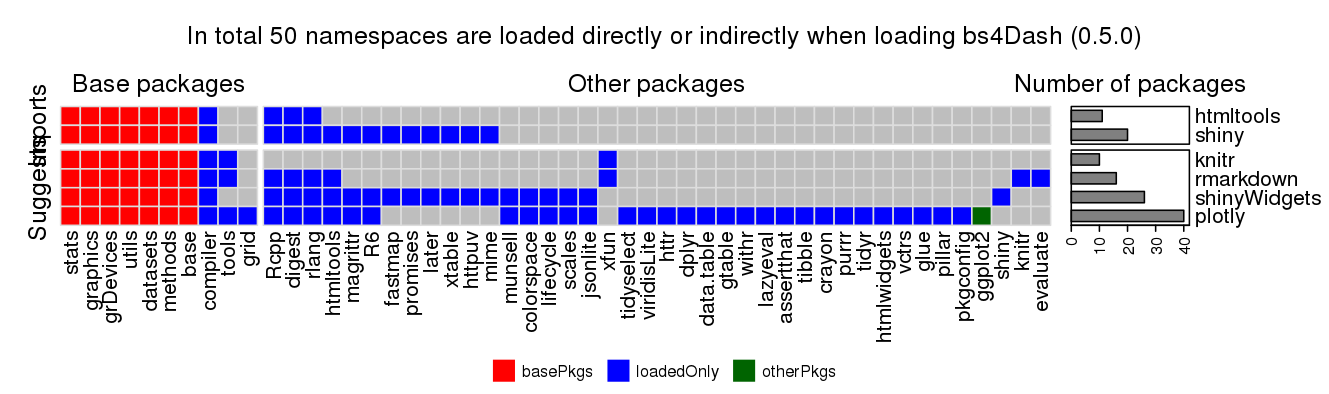 In total 50 namespaces are loaded directly or indirectly when loading bs4Dash (0.5.0)
Base packages
Other packages
Number of packages
Imports
Suggests
htmltools
shiny
knitr
rmarkdown
shinyWidgets
plotly
0
10
20
30
40
stats
graphics
grDevices
utils
datasets
methods
base
compiler
tools
grid
Rcpp
digest
rlang
htmltools
magrittr
R6
fastmap
promises
later
xtable
httpuv
mime
munsell
colorspace
lifecycle
scales
jsonlite
xfun
tidyselect
viridisLite
httr
dplyr
data.table
gtable
withr
lazyeval
assertthat
tibble
crayon
purrr
tidyr
htmlwidgets
vctrs
glue
pillar
pkgconfig
ggplot2
shiny
knitr
evaluate
basePkgs
loadedOnly
otherPkgs